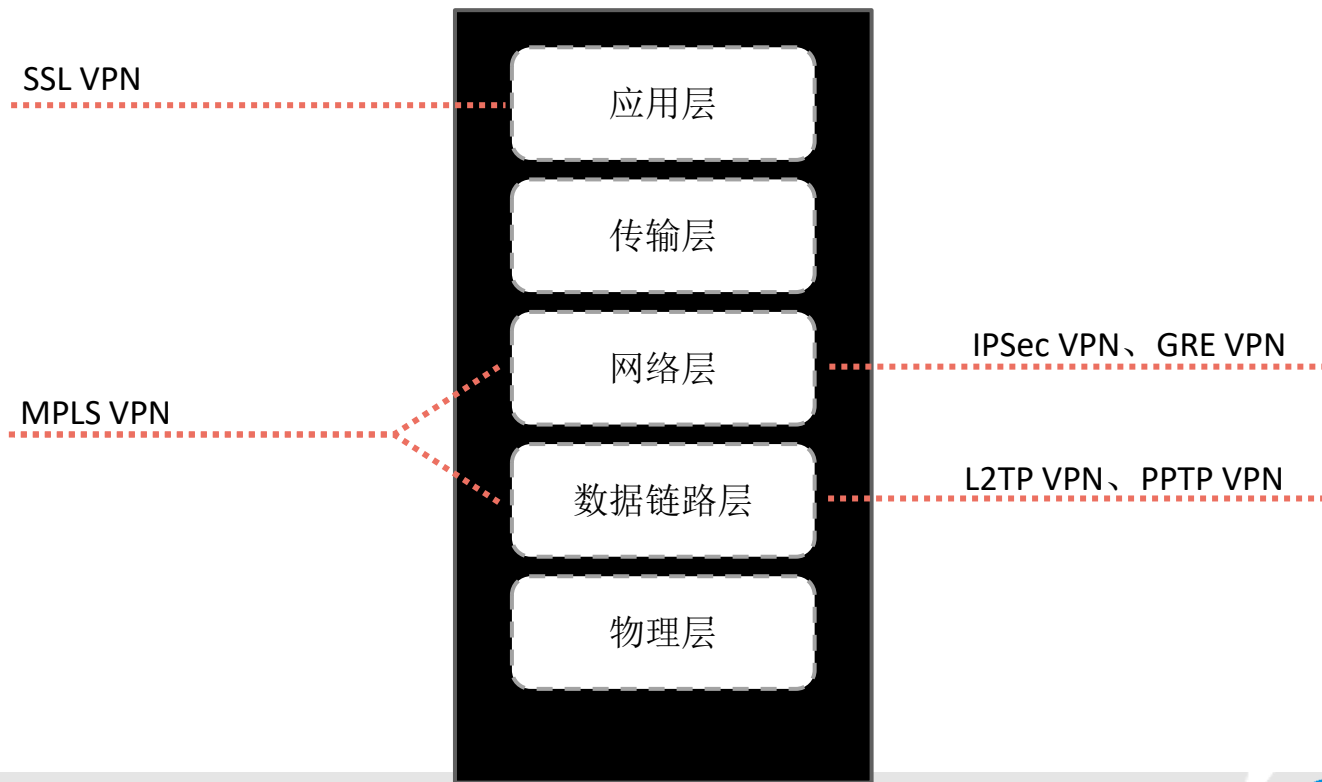 SSL VPN
应用层
传输层
网络层
IPSec VPN、GRE VPN
MPLS VPN
数据链路层
L2TP VPN、PPTP VPN
物理层